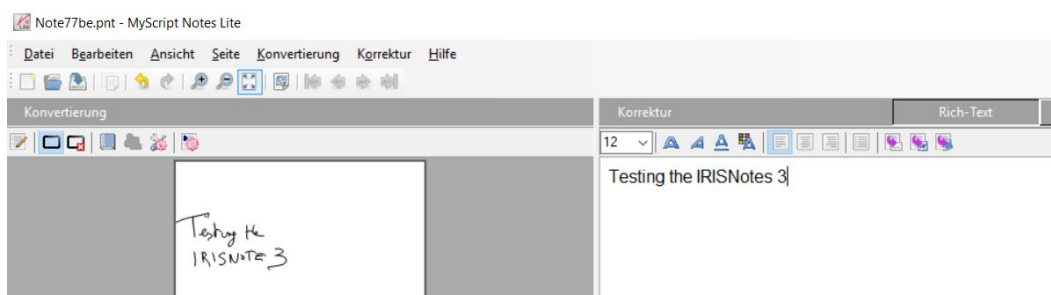 Note77be.pnt - MyScript Notes Lite
Datei Bearbeiten Ansicht Seite Konvertierung Korrektur Hilfe
Konvertierung
Korrektur Rich-Text
12
Testing the IRISNotes 3
Testing the
IRISNOTE 3